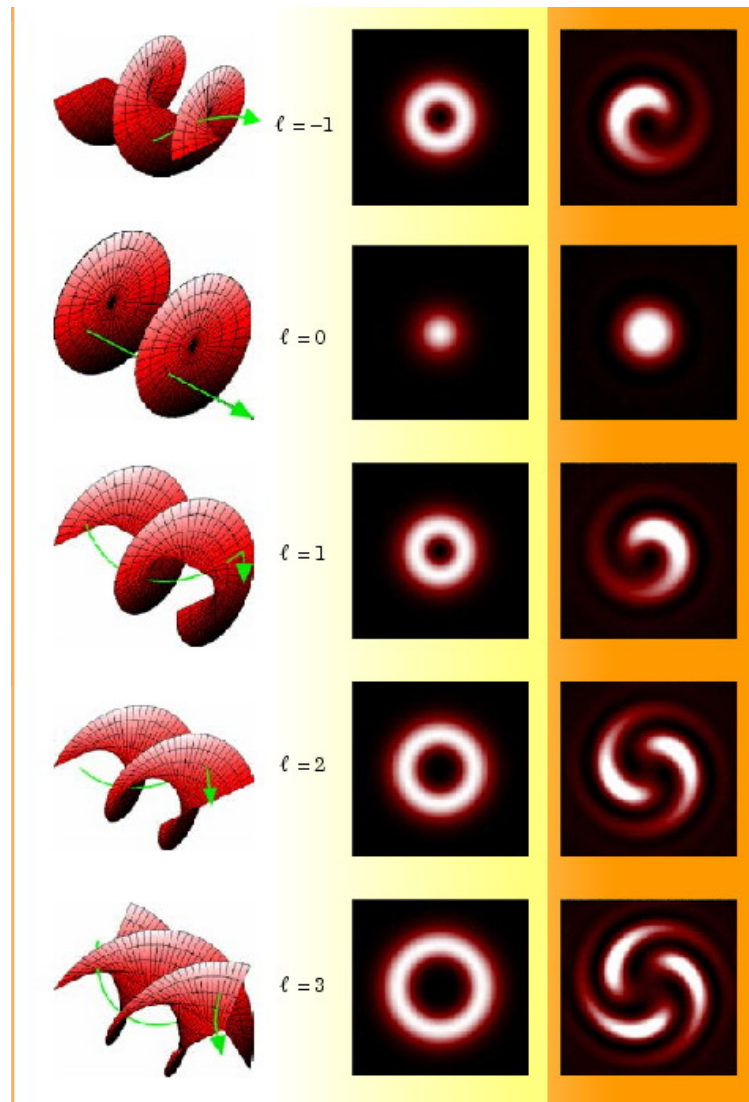 ℓ = −1
ℓ = 0
ℓ = 1
ℓ = 2
ℓ = 3